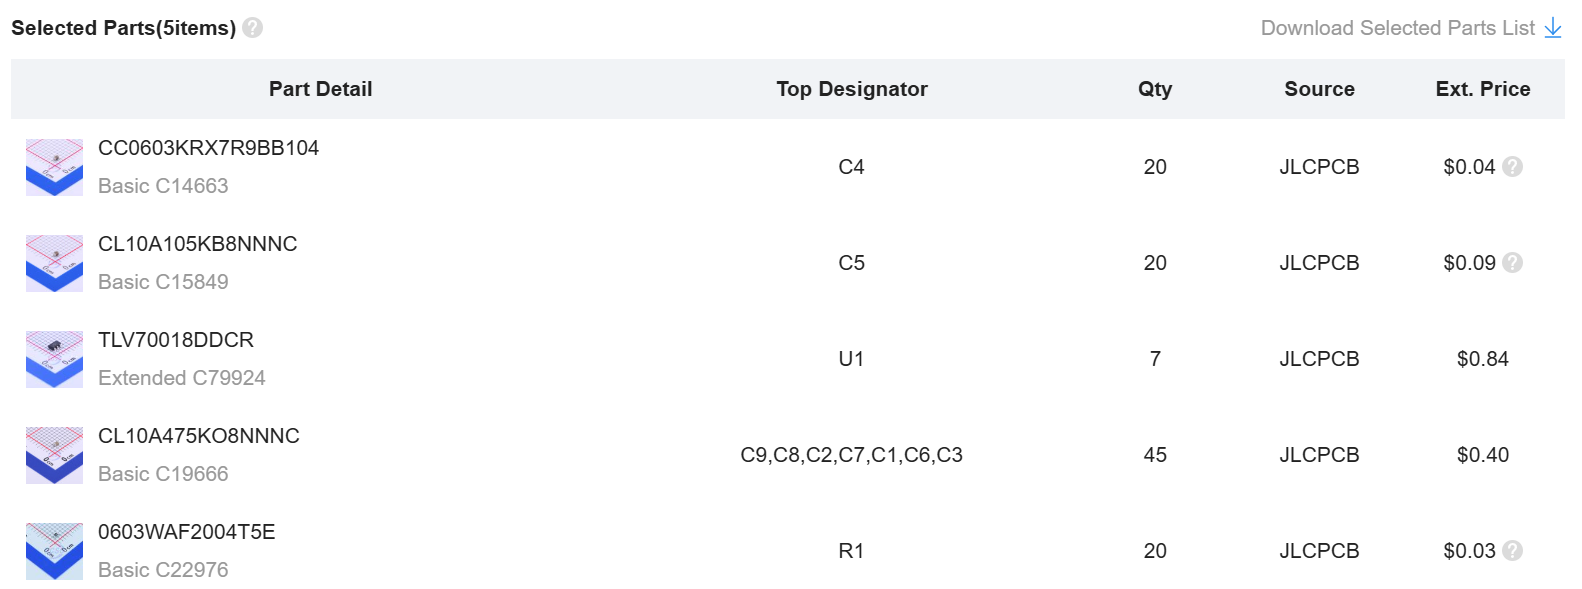 Selected Parts(5items) ? Download Selected Parts List
Part Detail Top Designator Qty Source Ext. Price
CC0603KRX7R9BB104
Basic C14663
C4 20 JLCPCB $0.04 ?
CL10A105KB8NNNC
Basic C15849
C5 20 JLCPCB $0.09 ?
TLV70018DDCR
Extended C79924
U1 7 JLCPCB $0.84
CL10A475KO8NNNC
Basic C19666
C9,C8,C2,C7,C1,C6,C3 45 JLCPCB $0.40
0603WAF2004T5E
Basic C22976
R1 20 JLCPCB $0.03 ?